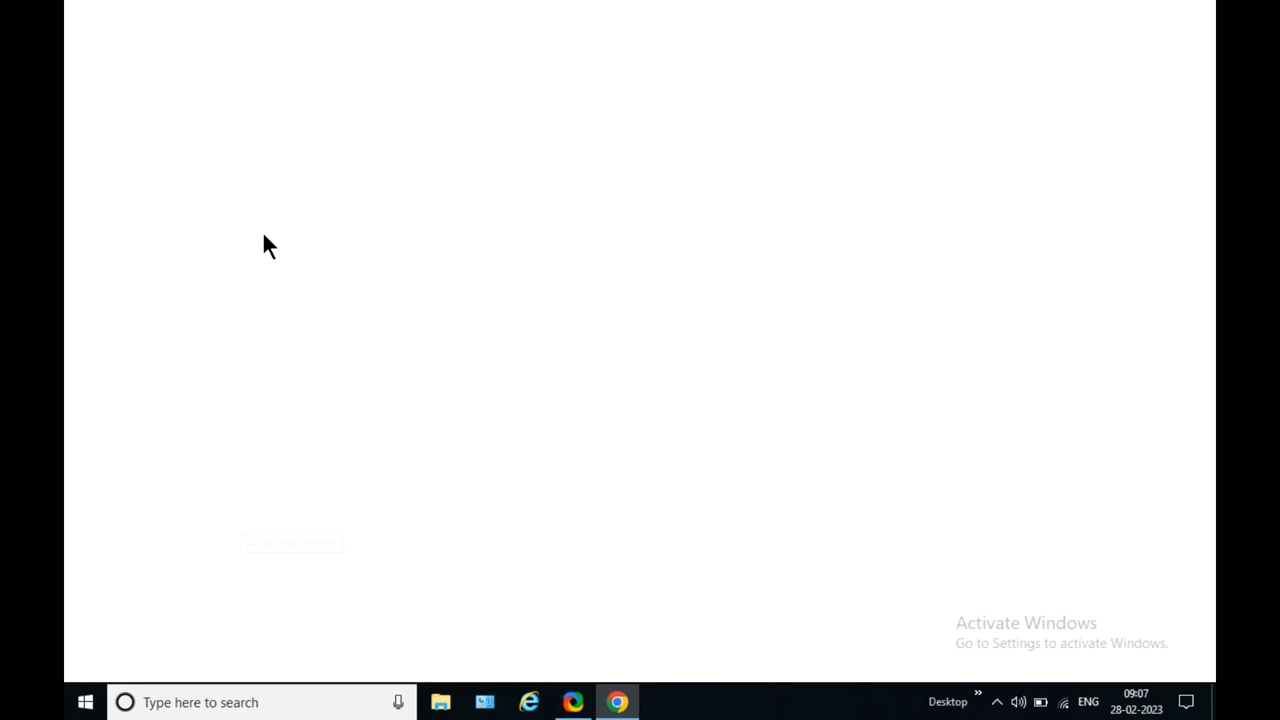 Activate Windows
Go to Settings to activate Windows.
Type here to search
Desktop
ENG
09:07
28-02-2023